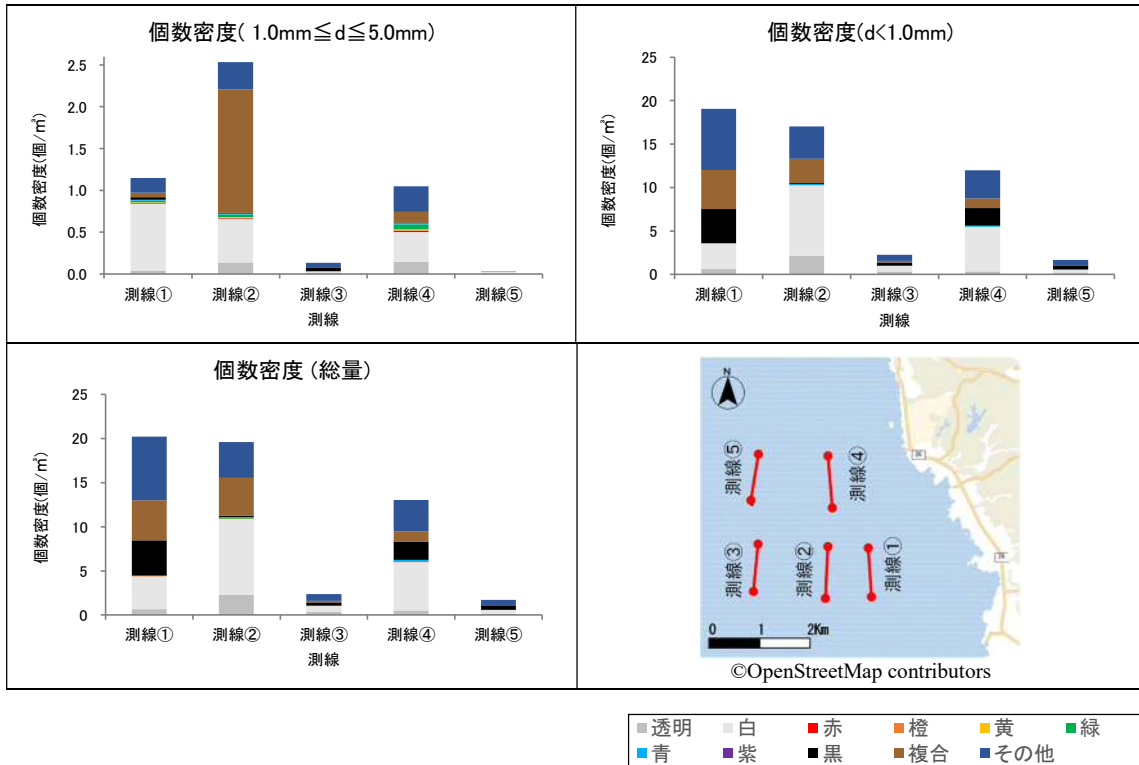 個数密度( 1.0mm≦d≦5.0mm)
個数密度(個/㎥)
2.5
2.0
1.5
1.0
0.5
0.0
測線① 測線② 測線③ 測線④ 測線⑤
測線
個数密度(d<1.0mm)
個数密度(個/㎥)
25
20
15
10
5
0
測線① 測線② 測線③ 測線④ 測線⑤
測線
個数密度 (総量)
個数密度(個/㎥)
25
20
15
10
5
0
測線① 測線② 測線③ 測線④ 測線⑤
測線
N
測線⑤
測線④
測線③
測線②
測線①
0 1 2Km
©OpenStreetMap contributors
透明 白 赤 橙 黄 緑
青 紫 黒 複合 その他